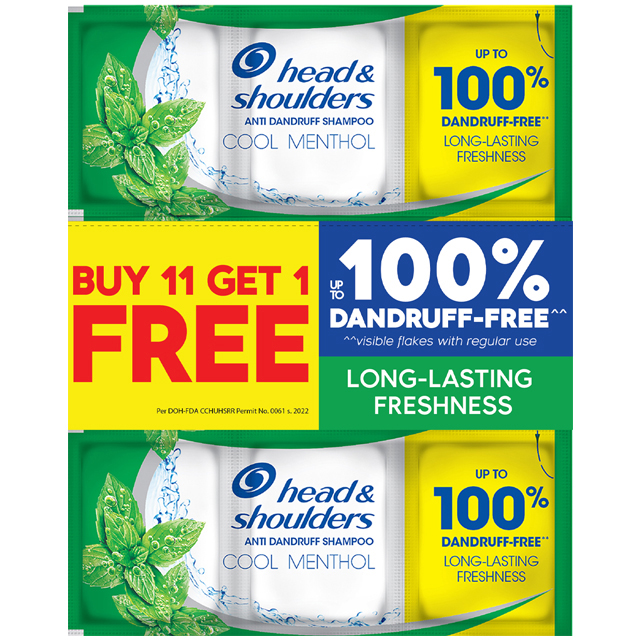 head &
shoulders
ANTI DANDRUFF SHAMPOO
COOL MENTHOL
UP TO
100%
DANDRUFF-FREE^^
LONG-LASTING
FRESHNESS
BUY 11 GET 1
FREE
Per DOH-FDA CCHUHSRR Permit No. 0061 s. 2022
UP TO
100%
DANDRUFF-FREE^^
^^visible flakes with regular use
LONG-LASTING
FRESHNESS
head &
shoulders
ANTI DANDRUFF SHAMPOO
COOL MENTHOL
UP TO
100%
DANDRUFF-FREE^^
LONG-LASTING
FRESHNESS